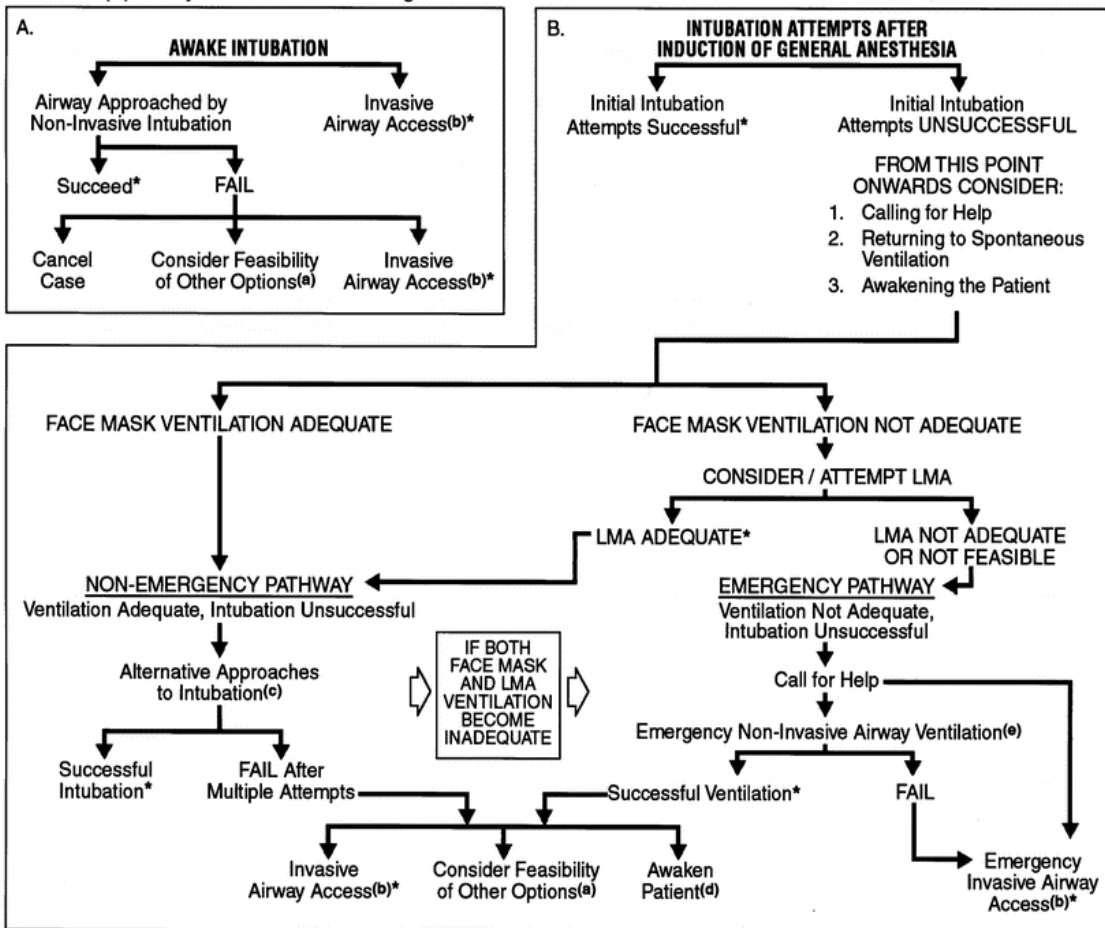 A.
AWAKE INTUBATION
Airway Approached by
Non-Invasive Intubation
Invasive
Airway Access(b)*
Succeed*
FAIL
Cancel
Case
Consider Feasibility
of Other Options(a)
Invasive
Airway Access(b)*
B.
INTUBATION ATTEMPTS AFTER
INDUCTION OF GENERAL ANESTHESIA
Initial Intubation
Attempts Successful*
Initial Intubation
Attempts UNSUCCESSFUL
FROM THIS POINT
ONWARDS CONSIDER:
1. Calling for Help
2. Returning to Spontaneous
Ventilation
3. Awakening the Patient
FACE MASK VENTILATION ADEQUATE
FACE MASK VENTILATION NOT ADEQUATE
CONSIDER / ATTEMPT LMA
LMA ADEQUATE*
LMA NOT ADEQUATE
OR NOT FEASIBLE
NON-EMERGENCY PATHWAY
Ventilation Adequate, Intubation Unsuccessful
EMERGENCY PATHWAY
Ventilation Not Adequate,
Intubation Unsuccessful
Alternative Approaches
to Intubation(c)
IF BOTH
FACE MASK
AND LMA
VENTILATION
BECOME
INADEQUATE
Call for Help
Emergency Non-Invasive Airway Ventilation(e)
Successful
Intubation*
FAIL After
Multiple Attempts
Successful Ventilation*
FAIL
Invasive
Airway Access(b)*
Consider Feasibility
of Other Options(a)
Awaken
Patient(d)
Emergency
Invasive Airway
Access(b)*